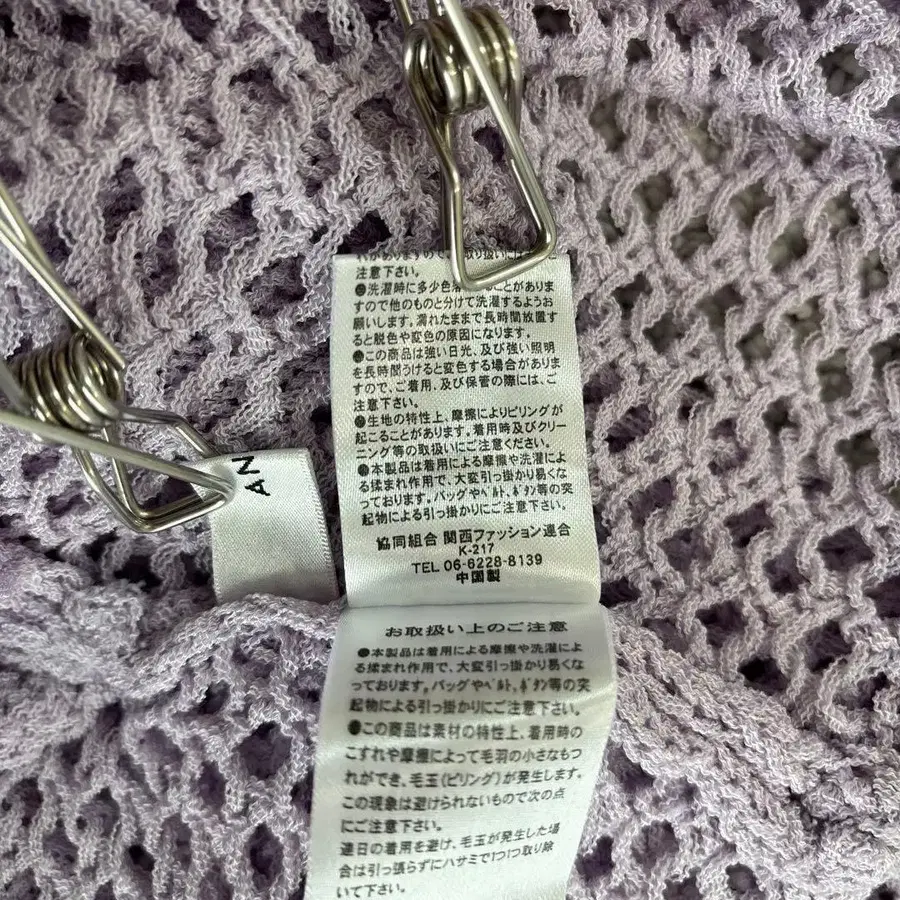 れがありますので
取り扱いには
注意下さい。
●洗濯時に多少色落ちすることがありま
すので他のものと分けて洗濯するようお
願いします。濡れたままで長時間放置す
ると脱色や変色の原因になります。
●この商品は強い日光、及び強い照明
を長時間うけると変色する場合がありま
すので、ご着用、及び保管の際には、ご
注意下さい。
●生地の特性上、摩擦によりピリングが
起こることがあります。着用時及びクリー
ニング等の取扱いにご注意ください。
●本製品は着用による摩擦や洗濯によ
る揉まれ作用で、大変引っ掛かり易くな
っております。バッグやベルト、ボタン等の突
起物による引っ掛かりにご注意下さい。
協同組合 関西ファッション連合
K-217
TEL 06-6228-8139
中国製
AN
お取扱い上のご注意
●本製品は着用による摩擦や洗濯によ
る揉まれ作用で、大変引っ掛かり易くな
っております。バッグやベルト、ボタン等の突
起物による引っ掛かりにご注意下さい。
●この商品は素材の特性上、着用時の
こすれや摩擦によって毛羽の小さなもつ
れができ、毛玉(ピリング)が発生します。
この現象は避けられないもので次の点
にご注意下さい。
連日の着用を避け、毛玉が発生した場
合は引っ張らずにハサミで1つ1つ取り除
いて下さい。